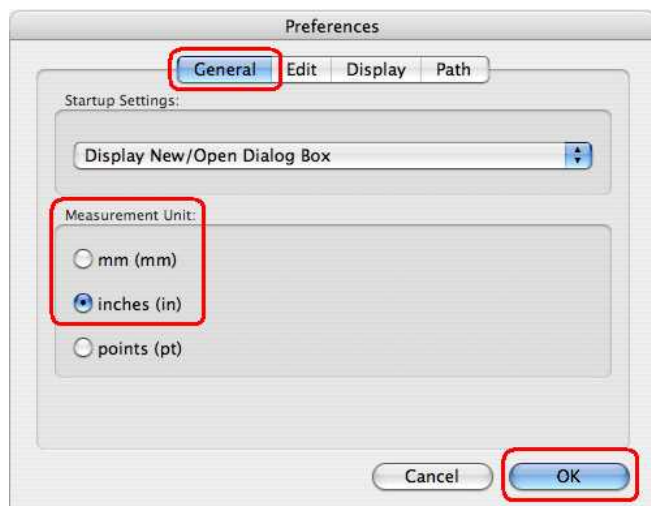 Preferences
General Edit Display Path
Startup Settings:
Display New/Open Dialog Box
Measurement Unit:
mm (mm)
inches (in)
points (pt)
Cancel OK